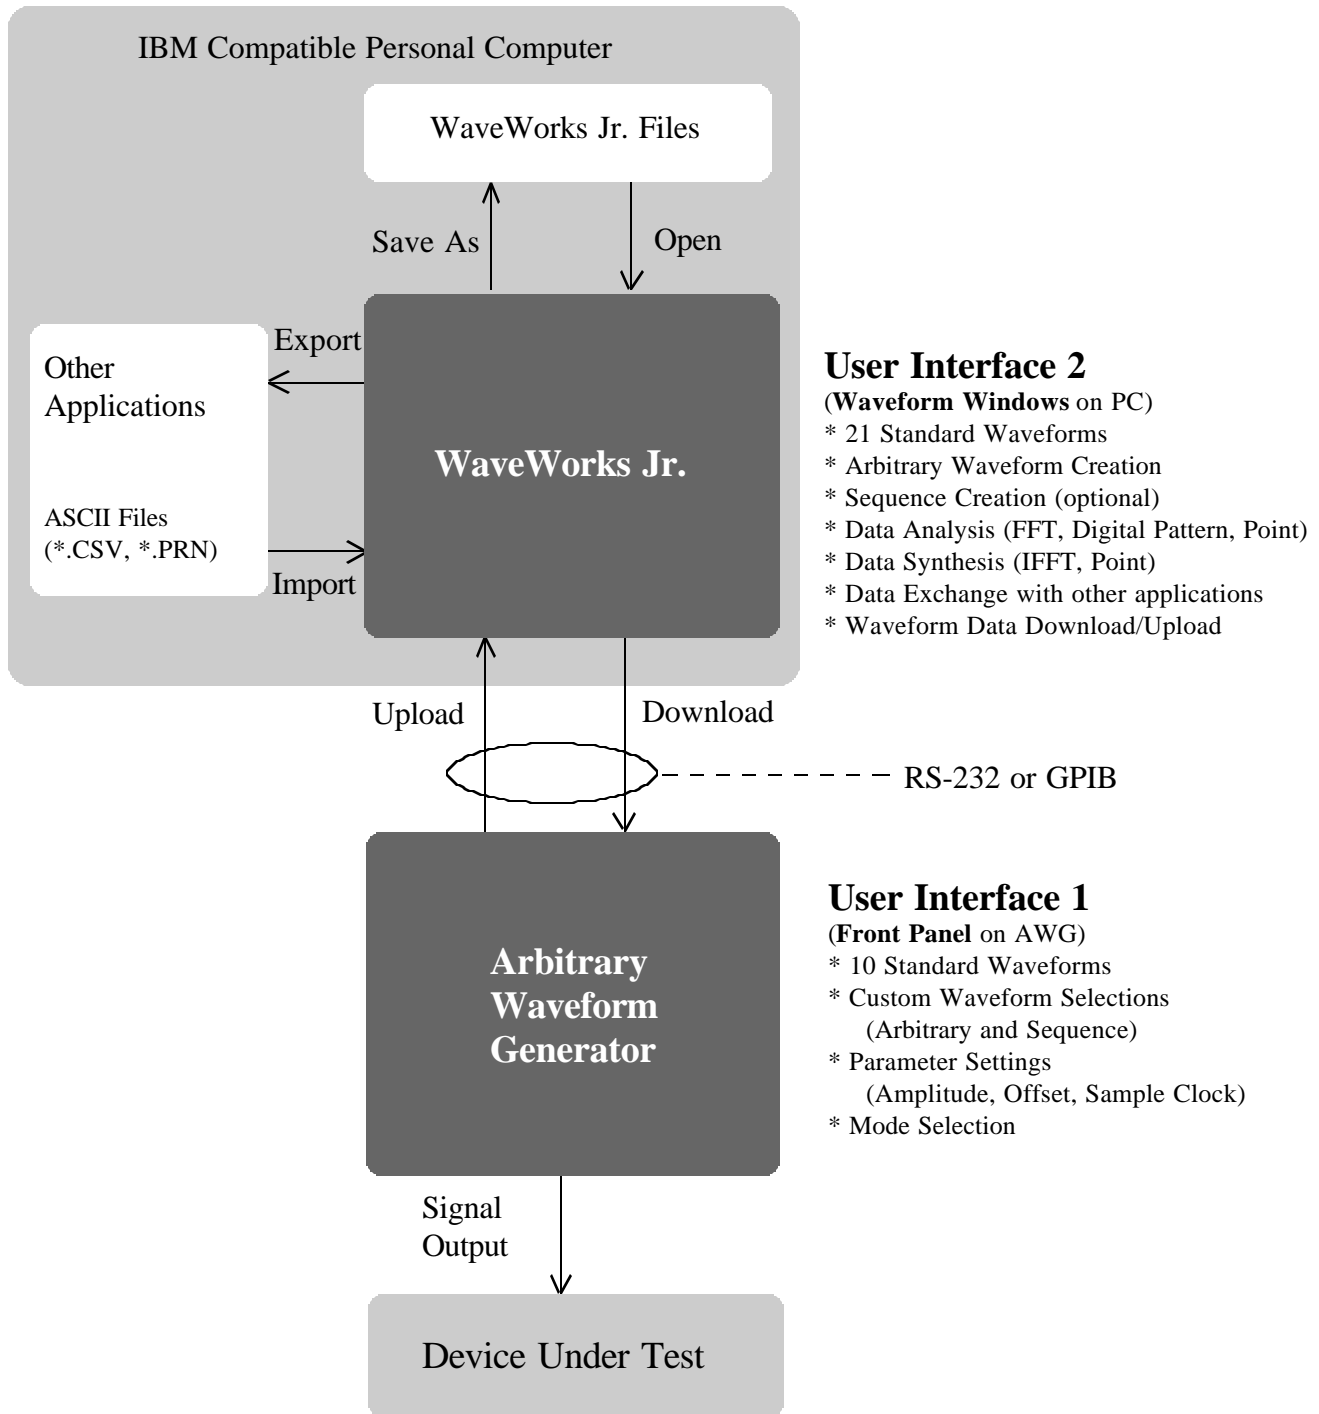 IBM Compatible Personal Computer
WaveWorks Jr. Files
Save As
Open
Export
Other
Applications
WaveWorks Jr.
ASCII Files
(*.CSV, *.PRN)
Import
User Interface 2
(Waveform Windows on PC)
* 21 Standard Waveforms
* Arbitrary Waveform Creation
* Sequence Creation (optional)
* Data Analysis (FFT, Digital Pattern, Point)
* Data Synthesis (IFFT, Point)
* Data Exchange with other applications
* Waveform Data Download/Upload
Upload
Download
RS-232 or GPIB
Arbitrary
Waveform
Generator
User Interface 1
(Front Panel on AWG)
* 10 Standard Waveforms
* Custom Waveform Selections
(Arbitrary and Sequence)
* Parameter Settings
(Amplitude, Offset, Sample Clock)
* Mode Selection
Signal
Output
Device Under Test